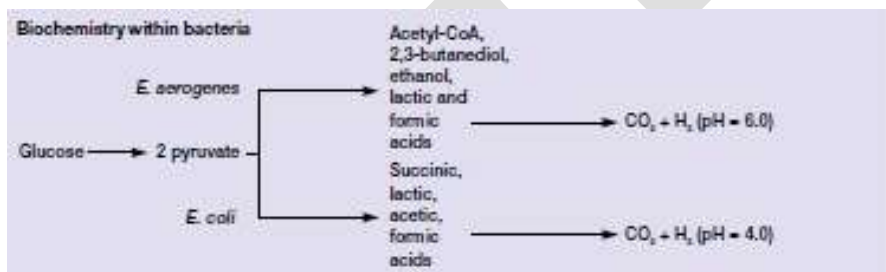 Biochemistry within bacteria
Acetyl-CoA,
2,3-butanediol,
ethanol,
lactic and
formic
acids
E. aerogenes
CO₂ + H₂ (pH = 6.0)
Glucose
2 pyruvate
Succinic,
lactic,
acetic,
formic
acids
E. coli
CO₂ + H₂ (pH = 4.0)